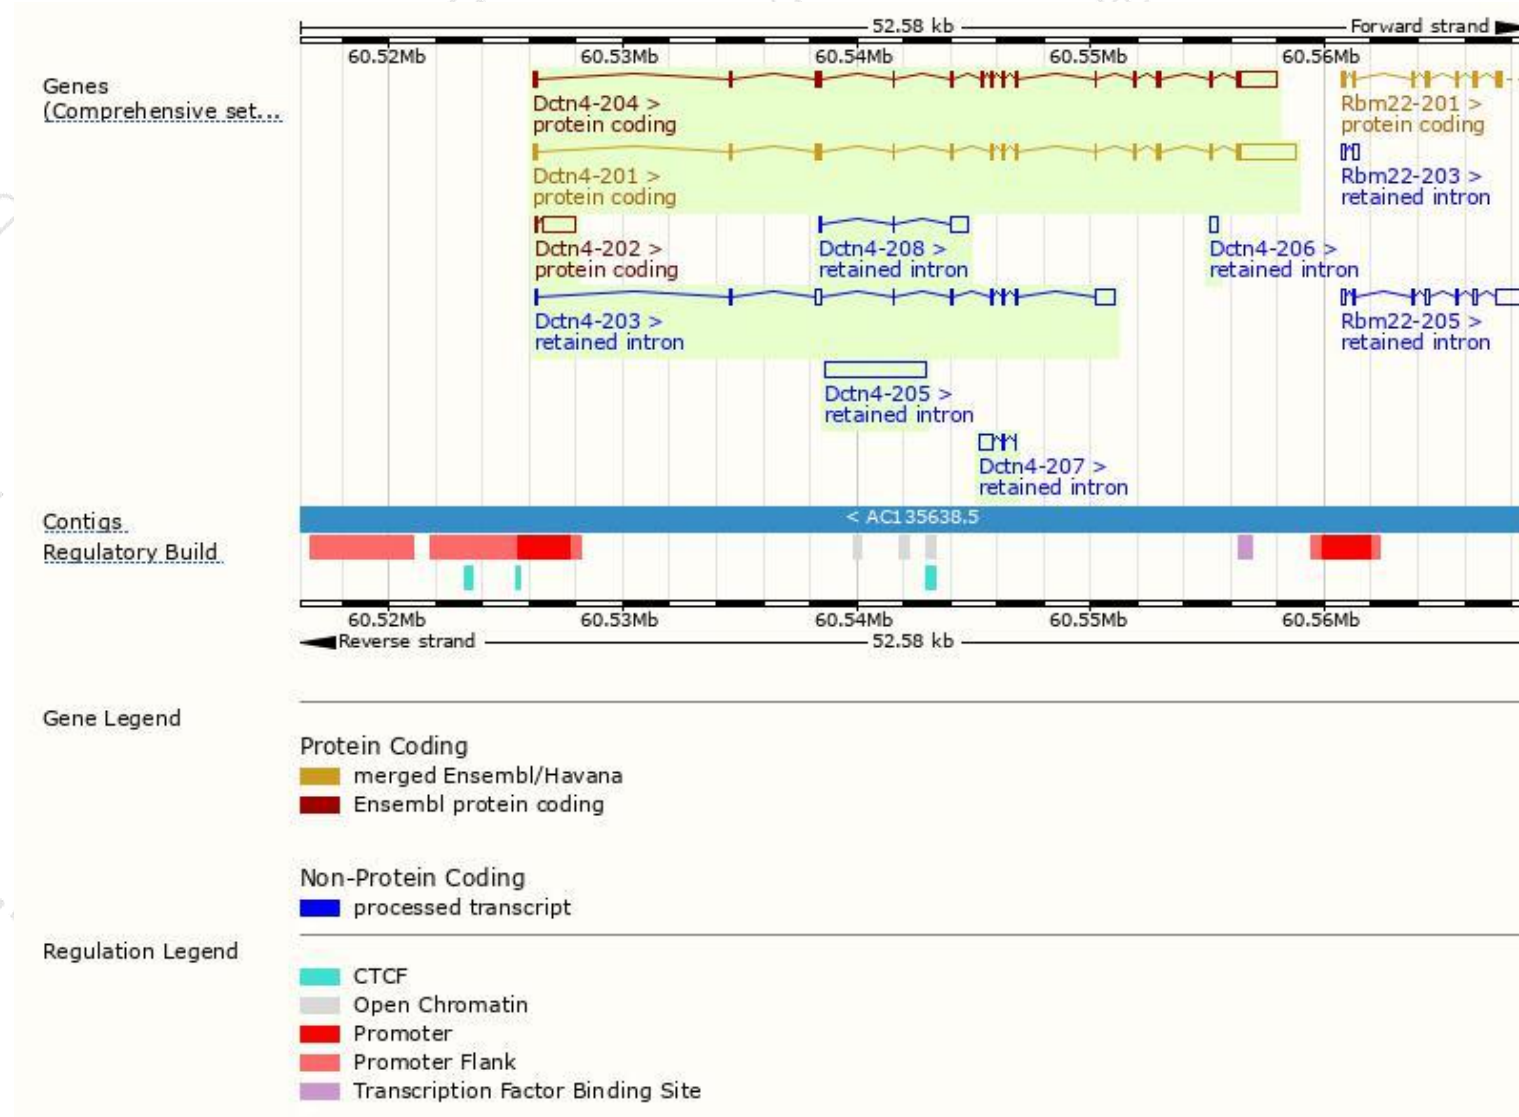 52.58 kb Forward strand
60.52Mb 60.53Mb 60.54Mb 60.55Mb 60.56Mb
Genes
(Comprehensive set...
Dctn4-204 > Rbm22-201 >
protein coding protein coding
Dctn4-201 > Rbm22-203 >
protein coding retained intron
Dctn4-202 > Dctn4-208 > Dctn4-206 >
protein coding retained intron retained intron
Dctn4-203 > Rbm22-205 >
retained intron retained intron
Dctn4-205 >
retained intron
Dctn4-207 >
retained intron
Contigs < AC135638.5
Regulatory Build
60.52Mb 60.53Mb 60.54Mb 60.55Mb 60.56Mb
Reverse strand 52.58 kb
Gene Legend
Protein Coding
merged Ensembl/Havana
Ensembl protein coding
Non-Protein Coding
processed transcript
Regulation Legend
CTCF
Open Chromatin
Promoter
Promoter Flank
Transcription Factor Binding Site